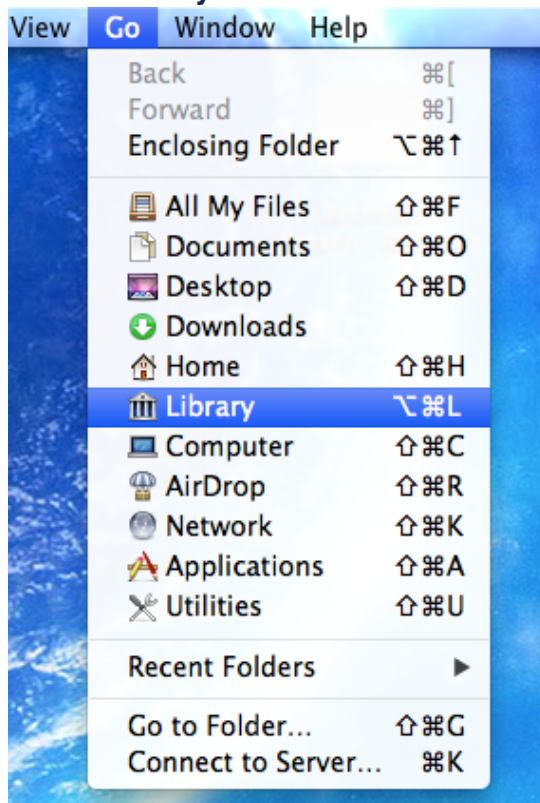 View Go Window Help
Back ⌘[
Forward ⌘]
Enclosing Folder ⌥⌘↑
All My Files ⇧⌘F
Documents ⇧⌘O
Desktop ⇧⌘D
Downloads
Home ⇧⌘H
Library ⌥⌘L
Computer ⇧⌘C
AirDrop ⇧⌘R
Network ⇧⌘K
Applications ⇧⌘A
Utilities ⇧⌘U
Recent Folders ▶
Go to Folder... ⇧⌘G
Connect to Server... ⌘K